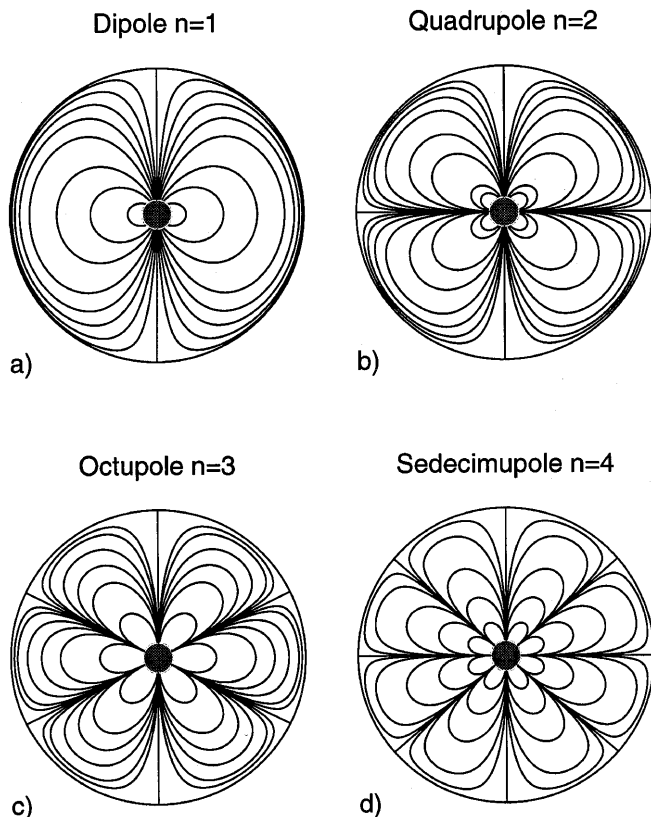 Dipole n=1
Quadrupole n=2
a)
b)
Octupole n=3
Sedecimupole n=4
c)
d)